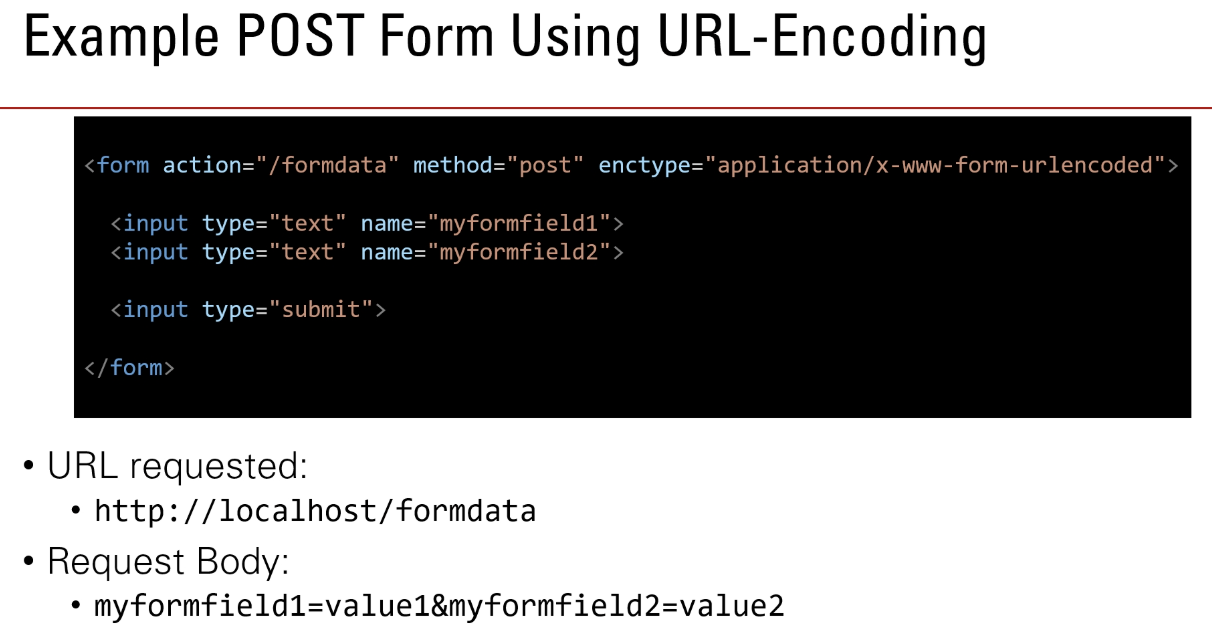 Example POST Form Using URL-Encoding
<form action="/formdata" method="post" enctype="application/x-www-form-urlencoded">
<input type="text" name="myformfield1">
<input type="text" name="myformfield2">
<input type="submit">
</form>
• URL requested:
• http://localhost/formdata
• Request Body:
• myformfield1=value1&myformfield2=value2